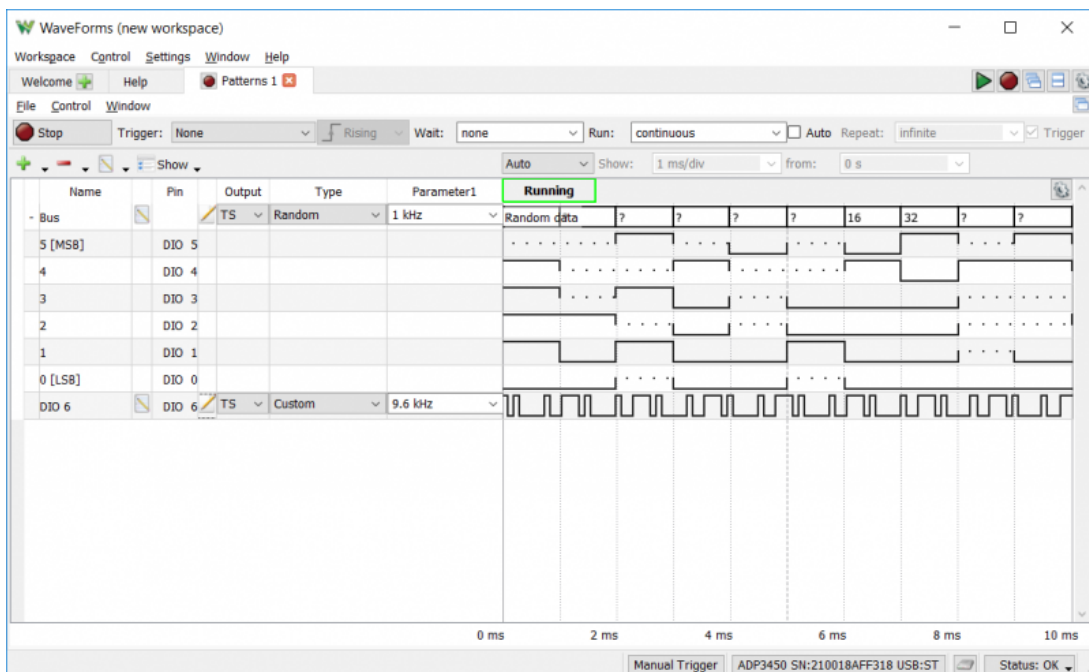 WaveForms (new workspace)
Workspace Control Settings Window Help
Welcome Help Patterns 1
File Control Window
Stop Trigger: None Rising Wait: none Run: continuous Auto Repeat: infinite Trigger
Show Auto Show: 1 ms/div from: 0 s
Name Pin Output Type Parameter1 Running
- Bus TS Random 1 kHz Random data ? ? ? ? 16 32 ? ?
5 [MSB] DIO 5
4 DIO 4
3 DIO 3
2 DIO 2
1 DIO 1
0 [LSB] DIO 0
DIO 6 DIO 6 TS Custom 9.6 kHz
0 ms 2 ms 4 ms 6 ms 8 ms 10 ms
Manual Trigger ADP3450 SN:210018AFF318 USB:ST Status: OK